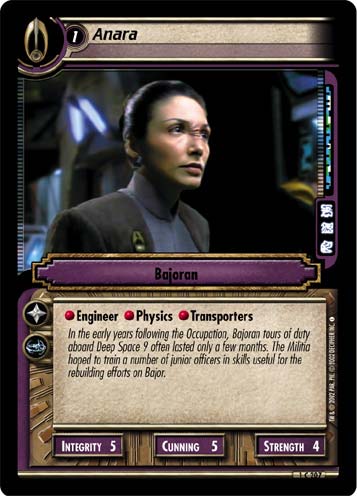 1 Anara
Bajoran
Engineer Physics Transporters
In the early years following the Occupation, Bajoran tours of duty
aboard Deep Space 9 often lasted only a few months. The Militia
hoped to train a number of junior officers in skills useful for the
rebuilding efforts on Bajor.
INTEGRITY 5 CUNNING 5 STRENGTH 4
1 C 207